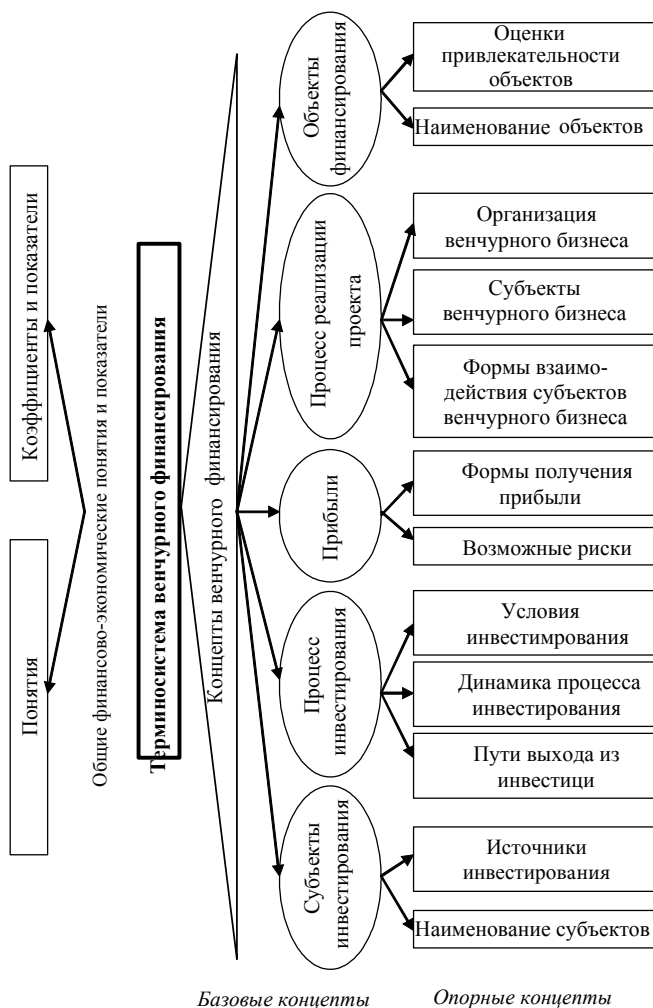 Понятия
Коэффициенты и показатели
Общие финансово-экономические понятия и показатели
Терминосистема венчурного финансирования
Концепты венчурного финансирования
Объекты
финансирования
Оценки
привлекательности
объектов
Наименование объектов
Процесс реализации
проекта
Организация
венчурного бизнеса
Субъекты
венчурного бизнеса
Формы взаимо-
действия субъектов
венчурного бизнеса
Прибыли
Формы получения
прибыли
Возможные риски
Процесс
инвестирования
Условия
инвестимрования
Динамика процесса
инвестирования
Пути выхода из
инвестици
Субъекты
инвестирования
Источники
инвестирования
Наименование субъектов
Базовые концепты
Опорные концепты